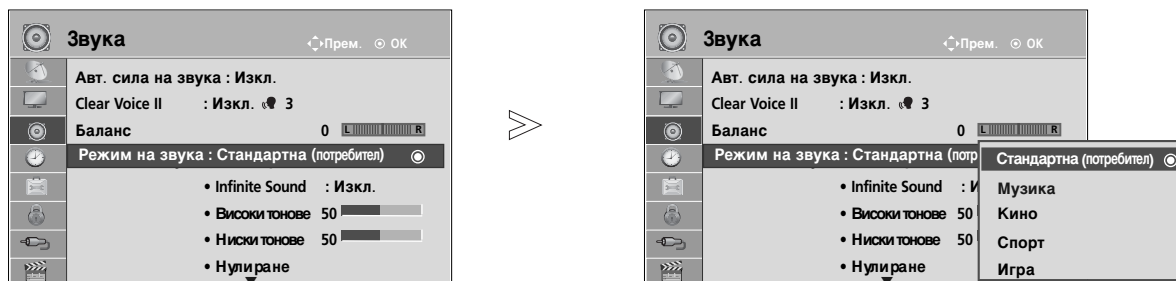 Звука Прем. OK
Авт. сила на звука : Изкл.
Clear Voice II : Изкл. 3
Баланс 0 L R
Режим на звука : Стандартна (потребител)
• Infinite Sound : Изкл.
• Високи тонове 50
• Ниски тонове 50
• Нулиране
>
Звука Прем. OK
Авт. сила на звука : Изкл.
Clear Voice II : Изкл. 3
Баланс 0 L R
Режим на звука : Стандартна (потр
• Infinite Sound : И
• Високи тонове 50
• Ниски тонове 50
• Нулиране
Стандартна (потребител)
Музика
Кино
Спорт
Игра